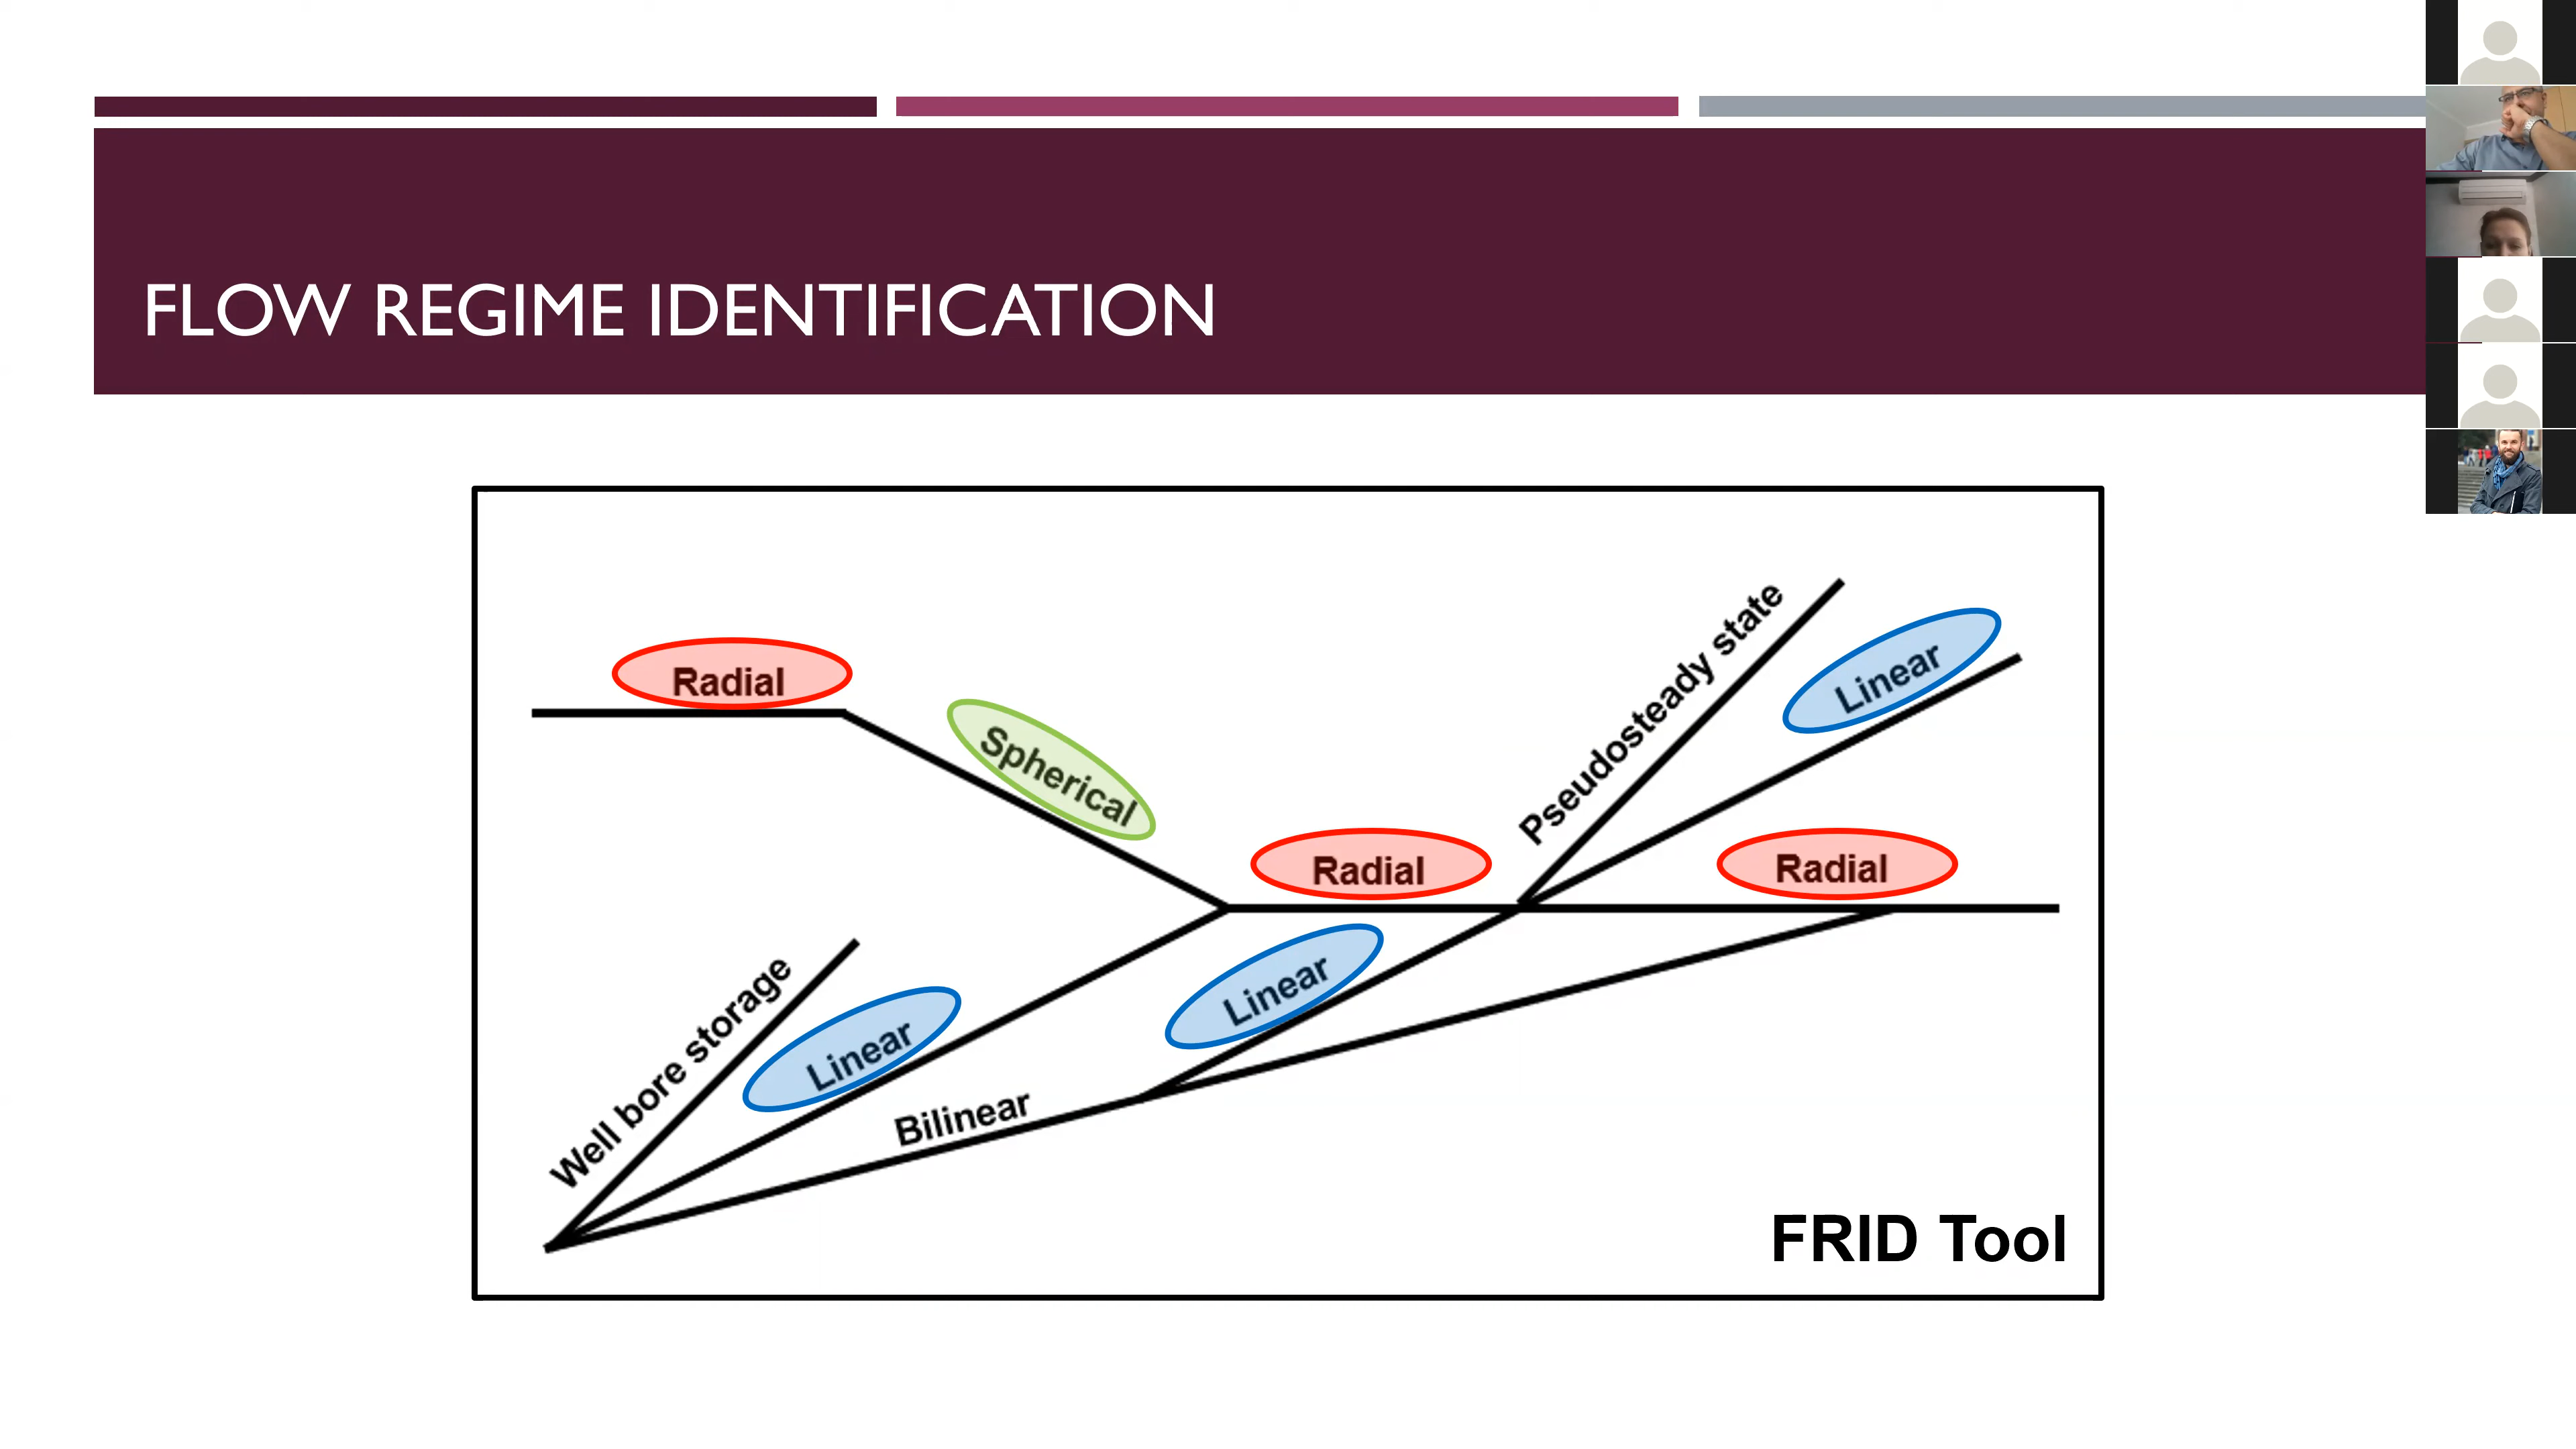 FLOW REGIME IDENTIFICATION
Radial
Spherical
Pseudosteady state
Linear
Radial
Radial
Well bore storage
Linear
Linear
Bilinear
FRID Tool